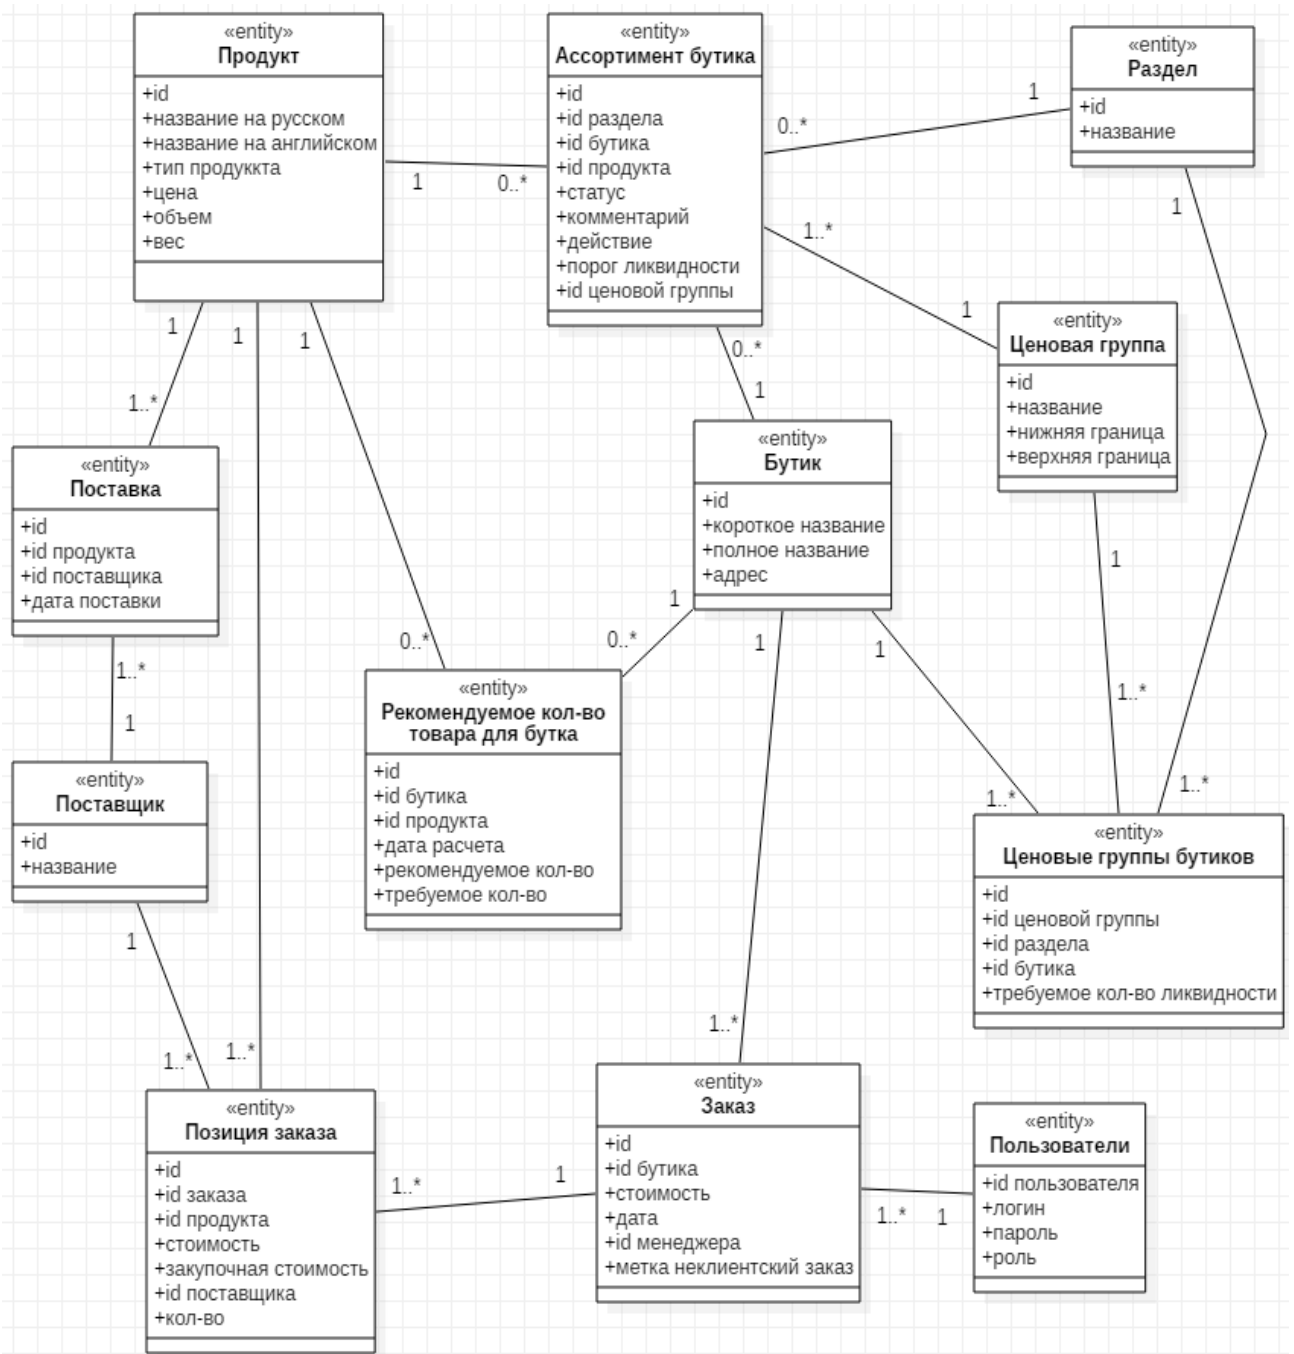 «entity»
Продукт
+id
+название на русском
+название на английском
+тип продуккта
+цена
+объем
+вес
«entity»
Ассортимент бутика
+id
+id раздела
+id бутика
+id продукта
+статус
+комментарий
+действие
+порог ликвидности
+id ценовой группы
«entity»
Раздел
+id
+название
1
0..*
1
0..*
1
1..*
1
0..*
1
1
1
1
1..*
«entity»
Ценовая группа
+id
+название
+нижняя граница
+верхняя граница
«entity»
Поставка
+id
+id продукта
+id поставщика
+дата поставки
«entity»
Бутик
+id
+короткое название
+полное название
+адрес
1
1
0..*
0..*
1
1
1..*
1
1..*
1..*
1..*
«entity»
Рекомендуемое кол-во
товара для бутка
+id
+id бутика
+id продукта
+дата расчета
+рекомендуемое кол-во
+требуемое кол-во
«entity»
Поставщик
+id
+название
«entity»
Ценовые группы бутиков
+id
+id ценовой группы
+id раздела
+id бутика
+требуемое кол-во ликвидности
1
1..*
1..*
1..*
«entity»
Позиция заказа
+id
+id заказа
+id продукта
+стоимость
+закупочная стоимость
+id поставщика
+кол-во
1..*
1
«entity»
Заказ
+id
+id бутика
+стоимость
+дата
+id менеджера
+метка неклиентский заказ
1..*
1
«entity»
Пользователи
+id пользователя
+логин
+пароль
+роль